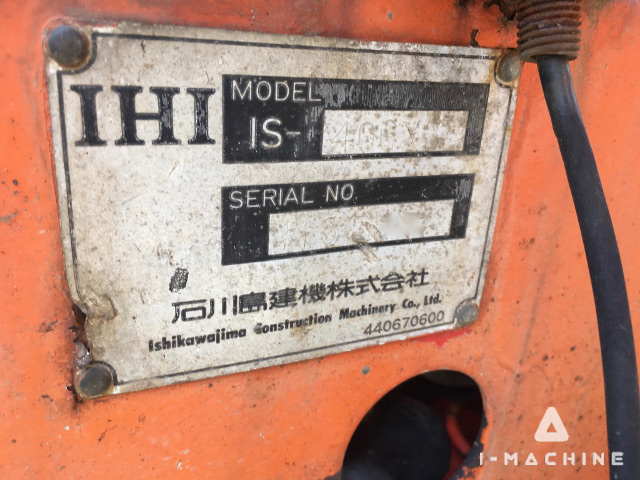 IHI
MODEL
IS-
SERIAL NO
石川島建機株式会社
Ishikawajima Construction Machinery Co., Ltd.
440670600
I-MACHINE